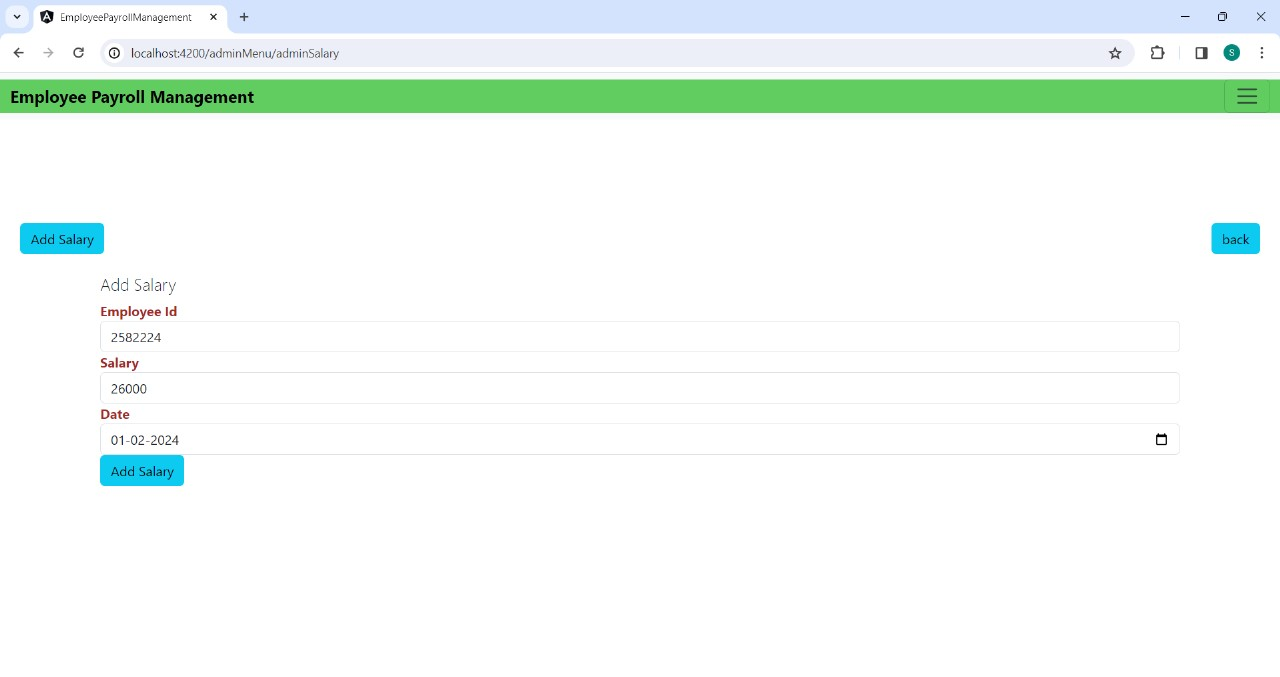 EmployeePayrollManagement
localhost:4200/adminMenu/adminSalary
S
Employee Payroll Management
Add Salary
back
Add Salary
Employee Id
2582224
Salary
26000
Date
01-02-2024
Add Salary